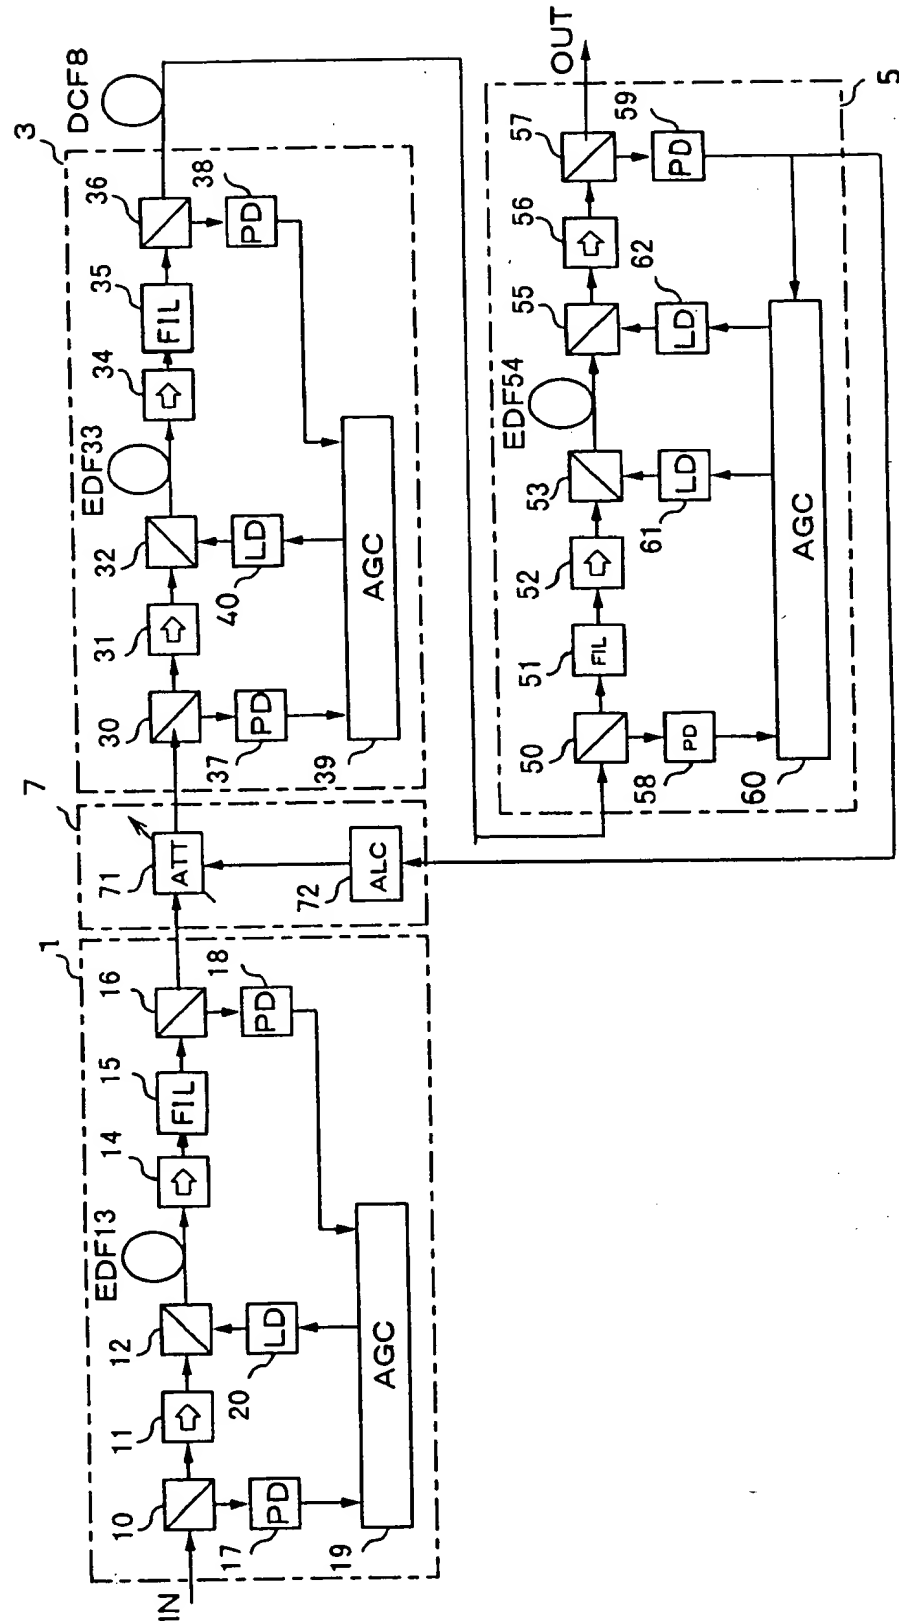 IN
1
10
11
12
EDF13
14
15
FIL
16
17
PD
20
LD
18
PD
19
AGC
7
71
ATT
72
ALC
3
30
31
32
EDF33
34
35
FIL
36
37
PD
40
LD
38
PD
39
AGC
DCF8
5
50
51
FIL
52
53
EDF54
55
56
57
OUT
58
PD
61
LD
62
LD
59
PD
60
AGC